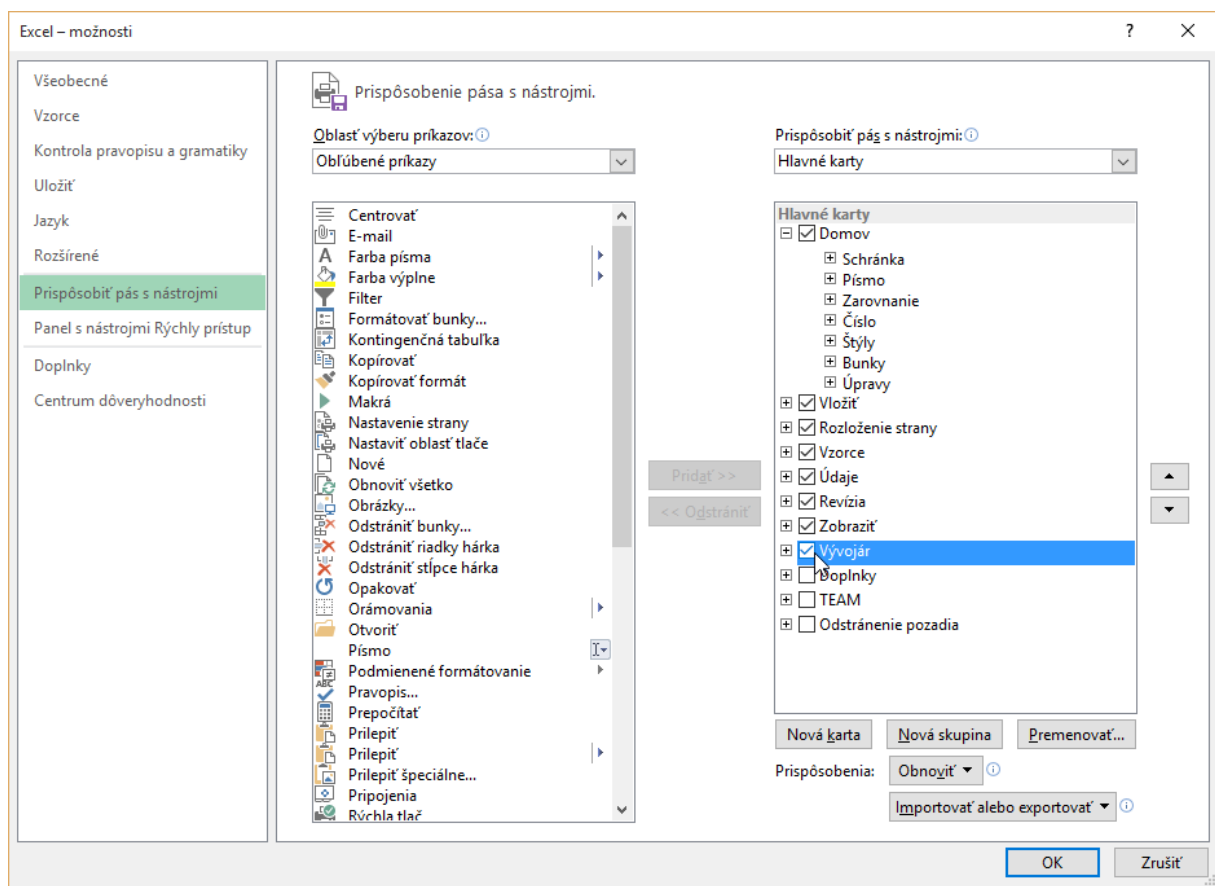 Excel – možnosti
?
Všeobecné
Vzorce
Kontrola pravopisu a gramatiky
Uložiť
Jazyk
Rozšírené
Prispôsobiť pás s nástrojmi
Panel s nástrojmi Rýchly prístup
Doplnky
Centrum dôveryhodnosti
Prispôsobenie pása s nástrojmi.
Oblasť výberu príkazov:
Obľúbené príkazy
Centrovať
E-mail
Farba písma
Farba výplne
Filter
Formátovať bunky...
Kontingenčná tabuľka
Kopírovať
Kopírovať formát
Makrá
Nastavenie strany
Nastaviť oblasť tlače
Nové
Obnoviť všetko
Obrázky...
Odstrániť bunky...
Odstrániť riadky hárka
Odstrániť stĺpce hárka
Opakovať
Orámovania
Otvoriť
Písmo
Podmienené formátovanie
Pravopis...
Prepočítať
Prilepiť
Prilepiť
Prilepiť špeciálne...
Pripojenia
Rýchla tlač
Pridať >>
<< Odstrániť
Prispôsobiť pás s nástrojmi:
Hlavné karty
Hlavné karty
Domov
Schránka
Písmo
Zarovnanie
Číslo
Štýly
Bunky
Úpravy
Vložiť
Rozloženie strany
Vzorce
Údaje
Revízia
Zobraziť
Vývojár
Doplnky
TEAM
Odstránenie pozadia
Nová karta
Nová skupina
Premenovať...
Prispôsobenia:
Obnoviť
Importovať alebo exportovať
OK
Zrušiť